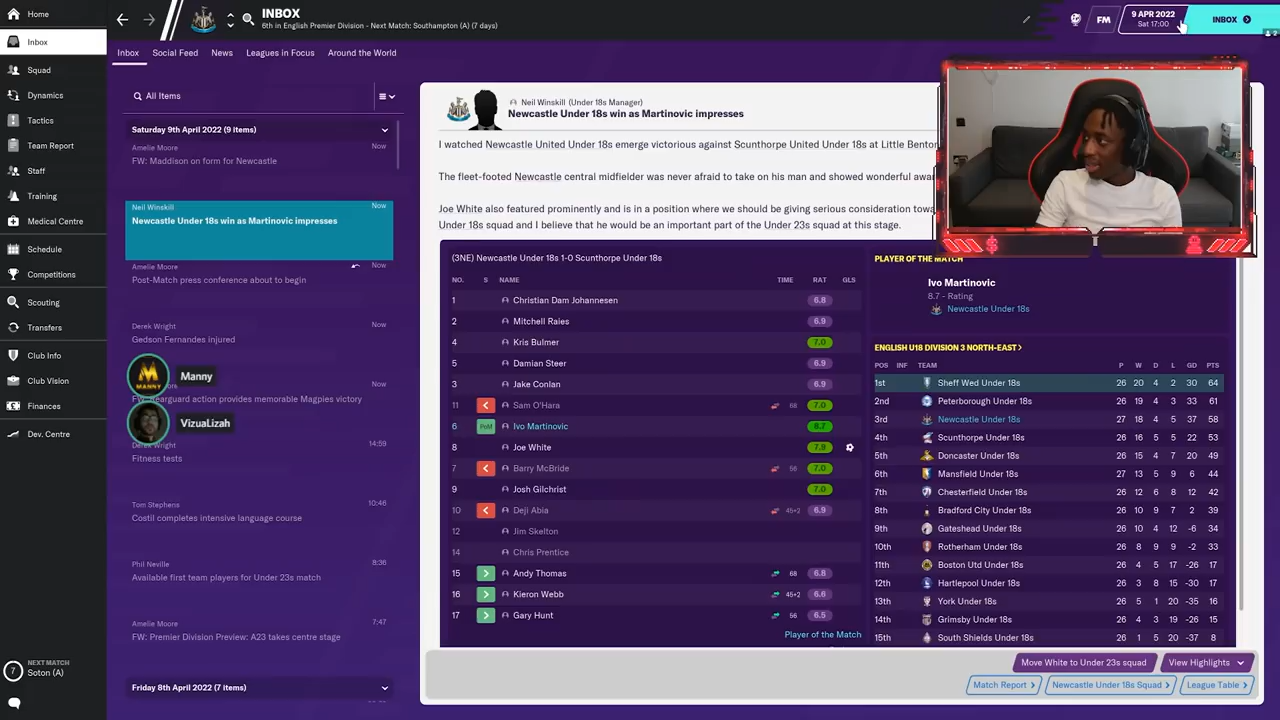 Home
Inbox
Squad
Dynamics
Tactics
Team Report
Staff
Training
Medical Centre
Schedule
Competitions
Scouting
Transfers
Club Info
Club Vision
Finances
Dev. Centre
7
NEXT MATCH
Soton (A)
INBOX
6th in English Premier Division - Next Match: Southampton (A) (7 days)
FM
9 APR 2022
Sat 17:00
INBOX
2
Inbox
Social Feed
News
Leagues in Focus
Around the World
All Items
Saturday 9th April 2022 (9 items)
Amelie Moore
Now
FW: Maddison on form for Newcastle
Neil Winskill
Now
Newcastle Under 18s win as Martinovic impresses
Amelie Moore
Now
Post-Match press conference about to begin
Derek Wright
Now
Gedson Fernandes injured
MANNY
Manny
Now
VizuaLizah
Derek Wright
14:59
Fitness tests
Tom Stephens
10:46
Costil completes intensive language course
Phil Neville
8:36
Available first team players for Under 23s match
Amelie Moore
7:47
FW: Premier Division Preview: A23 takes centre stage
Friday 8th April 2022 (7 items)
Neil Winskill (Under 18s Manager)
Newcastle Under 18s win as Martinovic impresses
I watched Newcastle United Under 18s emerge victorious against Scunthorpe United Under 18s at Little Benton
The fleet-footed Newcastle central midfielder was never afraid to take on his man and showed wonderful
Joe White also featured prominently and is in a position where we should be giving serious consideration
Under 18s squad and I believe that he would be an important part of the Under 23s squad at this stage.
(3NE) Newcastle Under 18s 1-0 Scunthorpe Under 18s
NO. S NAME TIME RAT GLS
1 Christian Dam Johannesen 6.8
2 Mitchell Raies 6.9
4 Kris Bulmer 7.0
5 Damian Steer 6.9
3 Jake Conlan 6.9
11 Sam O'Hara 68 7.0
6 PoM Ivo Martinovic 8.7
8 Joe White 7.9
7 Barry McBride 56 7.0
9 Josh Gilchrist 7.0
10 Deji Abia 45+2 6.9
12 Jim Skelton
14 Chris Prentice
15 Andy Thomas 68 6.8
16 Kieron Webb 45+2 6.6
17 Gary Hunt 56 6.5
Player of the Match
PLAYER OF THE MATCH
Ivo Martinovic
8.7 - Rating
Newcastle Under 18s
ENGLISH U18 DIVISION 3 NORTH-EAST >
POS INF TEAM P W D L GD PTS
1st Sheff Wed Under 18s 26 20 4 2 30 64
2nd Peterborough Under 18s 26 19 4 3 33 61
3rd Newcastle Under 18s 27 18 4 5 37 58
4th Scunthorpe Under 18s 26 16 5 5 22 53
5th Doncaster Under 18s 26 15 4 7 20 49
6th Mansfield Under 18s 27 13 5 9 6 44
7th Chesterfield Under 18s 26 12 6 8 12 42
8th Bradford City Under 18s 26 10 9 7 2 39
9th Gateshead Under 18s 26 10 4 12 -6 34
10th Rotherham Under 18s 26 8 9 9 -2 33
11th Boston Utd Under 18s 26 4 5 17 -26 17
12th Hartlepool Under 18s 26 3 8 15 -30 17
13th York Under 18s 26 5 1 20 -35 16
14th Grimsby Under 18s 26 4 3 19 -26 15
15th South Shields Under 18s 26 1 5 20 -37 8
Move White to Under 23s squad
View Highlights
Match Report >
Newcastle Under 18s Squad >
League Table >